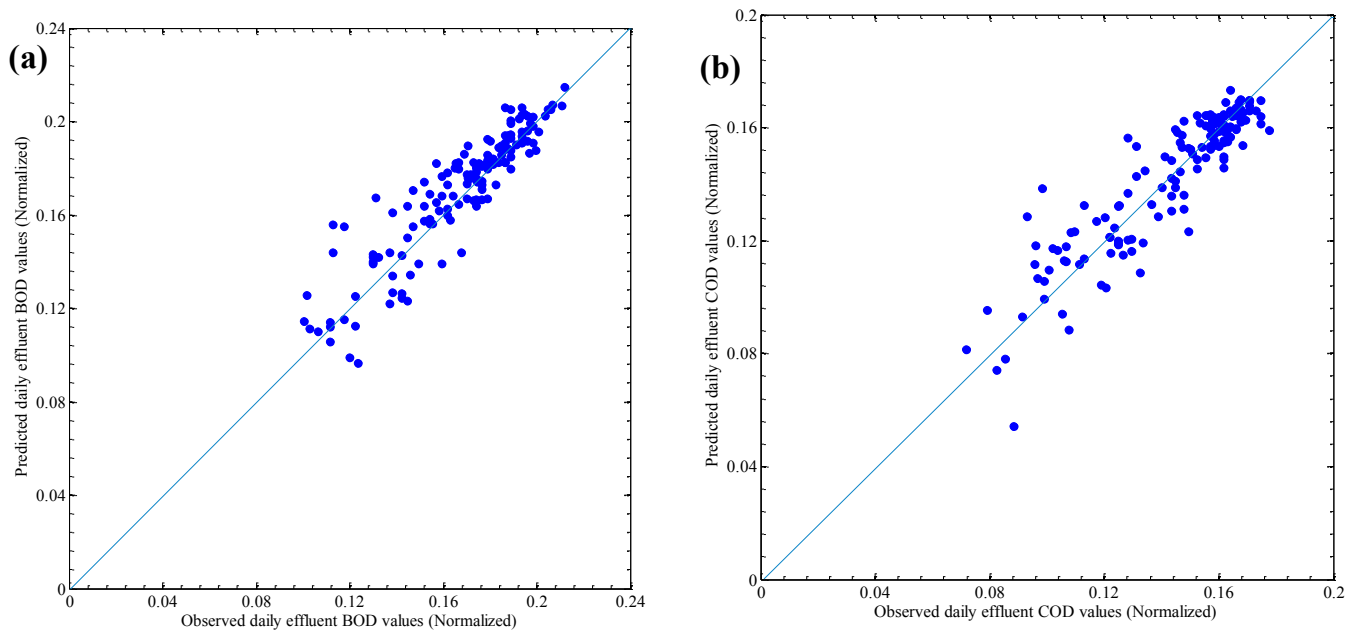 (a)
Predicted daily effluent BOD values (Normalized)
0.24
0.2
0.16
0.12
0.08
0.04
0
0 0.04 0.08 0.12 0.16 0.2 0.24
Observed daily effluent BOD values (Normalized)
(b)
Predicted daily effluent COD values (Normalized)
0.2
0.16
0.12
0.08
0.04
0
0 0.04 0.08 0.12 0.16 0.2
Observed daily effluent COD values (Normalized)